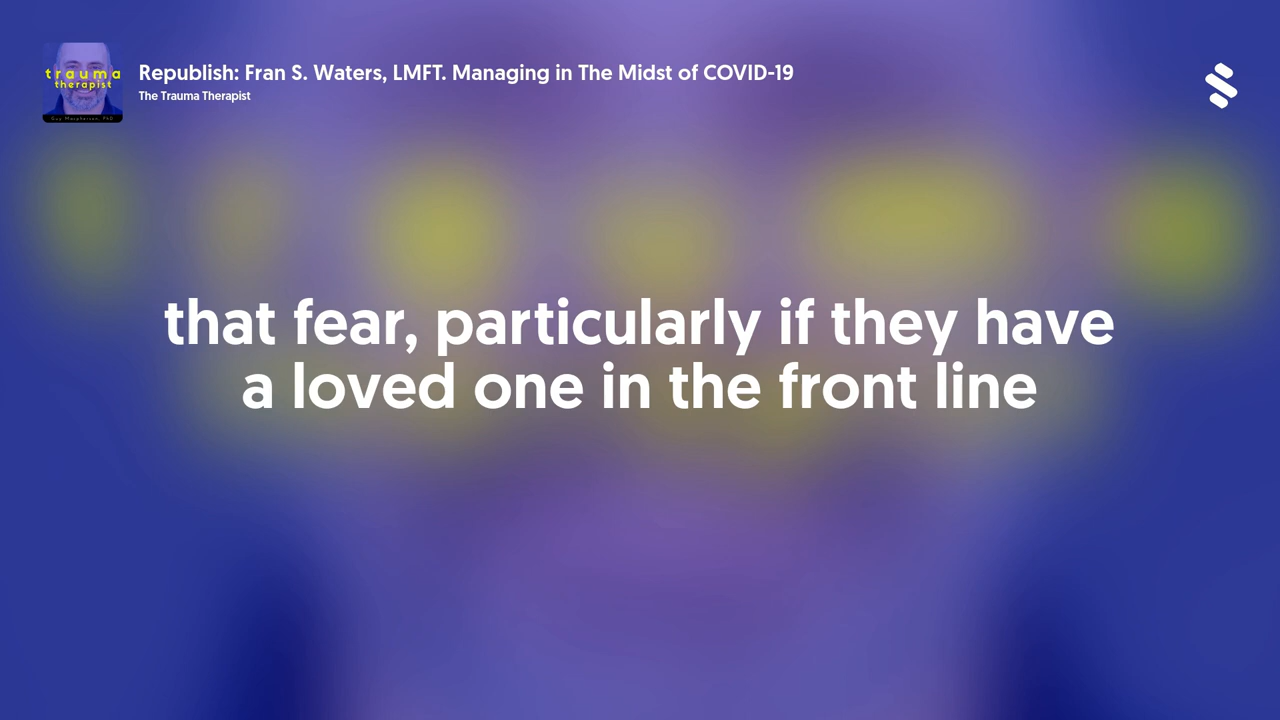 trauma
therapist
Guy Macpherson, PhD
Republish: Fran S. Waters, LMFT. Managing in The Midst of COVID-19
The Trauma Therapist
that fear, particularly if they have
a loved one in the front line